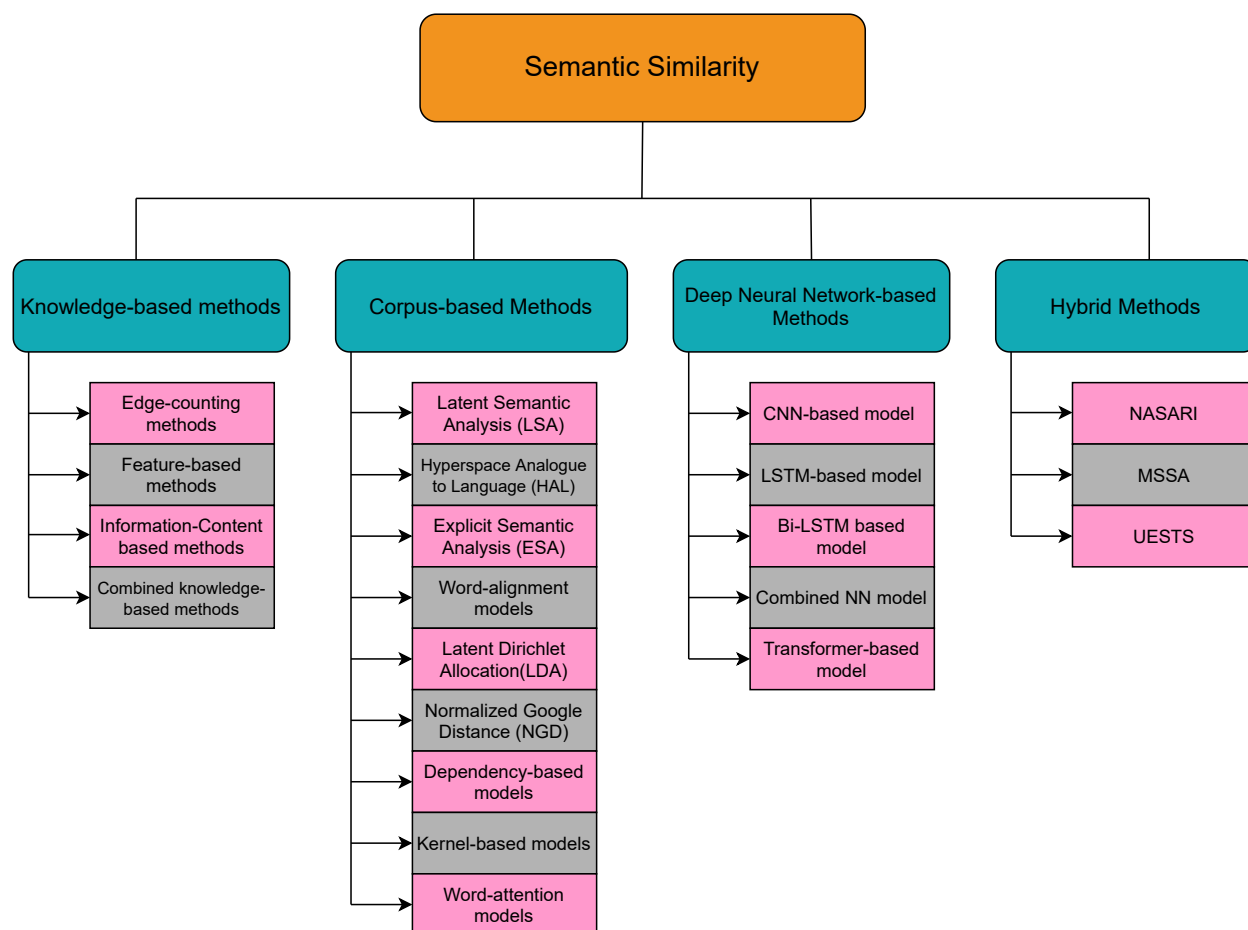 Semantic Similarity
Knowledge-based methods
Edge-counting
methods
Feature-based
methods
Information-Content
based methods
Combined knowledge-
based methods
Corpus-based Methods
Latent Semantic
Analysis (LSA)
Hyperspace Analogue
to Language (HAL)
Explicit Semantic
Analysis (ESA)
Word-alignment
models
Latent Dirichlet
Allocation(LDA)
Normalized Google
Distance (NGD)
Dependency-based
models
Kernel-based models
Word-attention
models
Deep Neural Network-based
Methods
CNN-based model
LSTM-based model
Bi-LSTM based
model
Combined NN model
Transformer-based
model
Hybrid Methods
NASARI
MSSA
UESTS